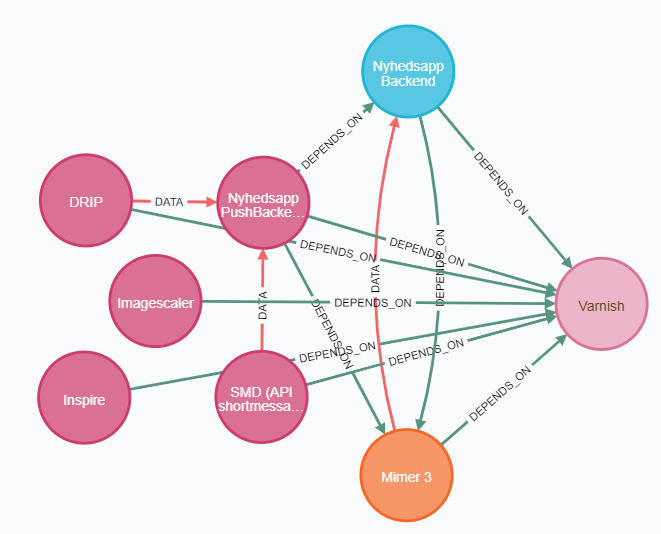 Nyhedsapp
Backend
DEPENDS_ON
DEPENDS_ON
DRIP
DATA
Nyhedsapp
PushBacke…
DEPENDS_ON
DEPENDS_ON
DEPENDS_ON
DATA
Imagescaler
DATA
DEPENDS_ON
Varnish
DEPENDS_ON
DEPENDS_ON
DEPENDS_ON
Inspire
SMD (API
shortmessa…
DEPENDS_ON
Mimer 3